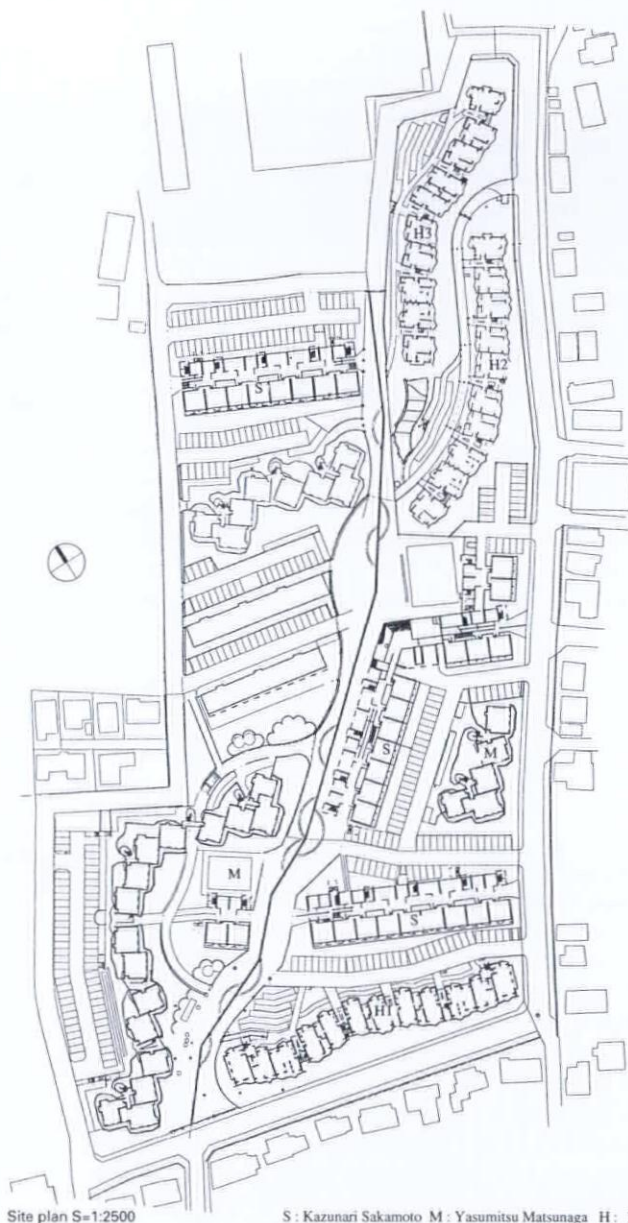 H3
H2
S
S
M
M
S
H1
Site plan S=1:2500
S : Kazunari Sakamoto M : Yasumitsu Matsunaga H :